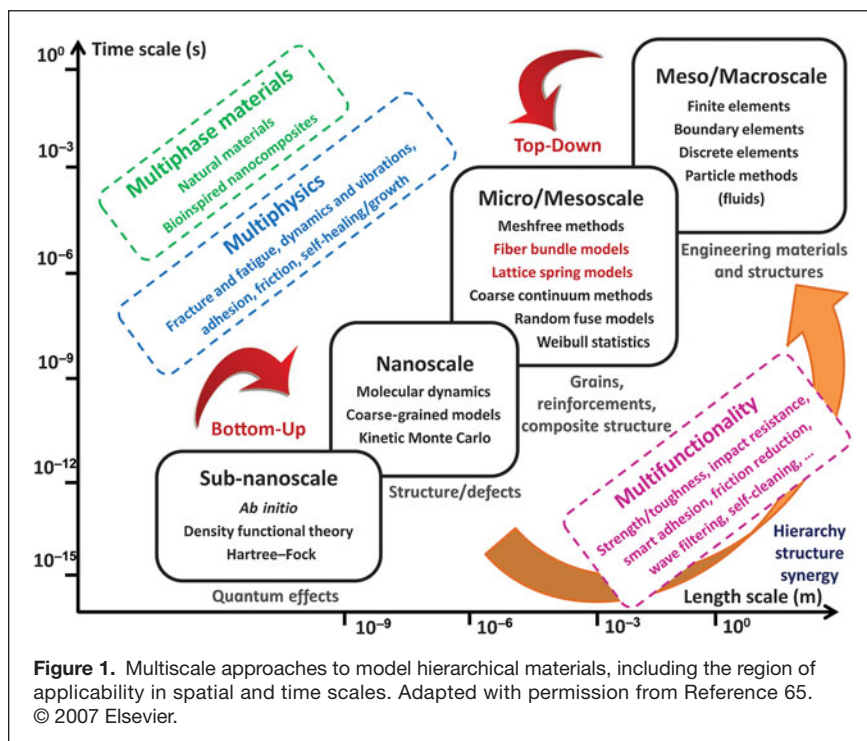 Time scale (s)
10⁰
10⁻³
10⁻⁶
10⁻⁹
10⁻¹²
10⁻¹⁵
Multiphase materials
Natural materials
Bioinspired nanocomposites
Multiphysics
Fracture and fatigue, dynamics and vibrations,
adhesion, friction, self-healing/growth
Top-Down
Meso/Macroscale
Finite elements
Boundary elements
Discrete elements
Particle methods
(fluids)
Engineering materials
and structures
Micro/Mesoscale
Meshfree methods
Fiber bundle models
Lattice spring models
Coarse continuum methods
Random fuse models
Weibull statistics
Grains,
reinforcements,
composite structure
Bottom-Up
Nanoscale
Molecular dynamics
Coarse-grained models
Kinetic Monte Carlo
Structure/defects
Sub-nanoscale
Ab initio
Density functional theory
Hartree–Fock
Quantum effects
Multifunctionality
Strength/toughness, impact resistance,
smart adhesion, friction reduction,
wave filtering, self-cleaning, ...
Hierarchy
structure
synergy
Length scale (m)
10⁻⁹
10⁻⁶
10⁻³
10⁰
Figure 1. Multiscale approaches to model hierarchical materials, including the region of
applicability in spatial and time scales. Adapted with permission from Reference 65.
© 2007 Elsevier.